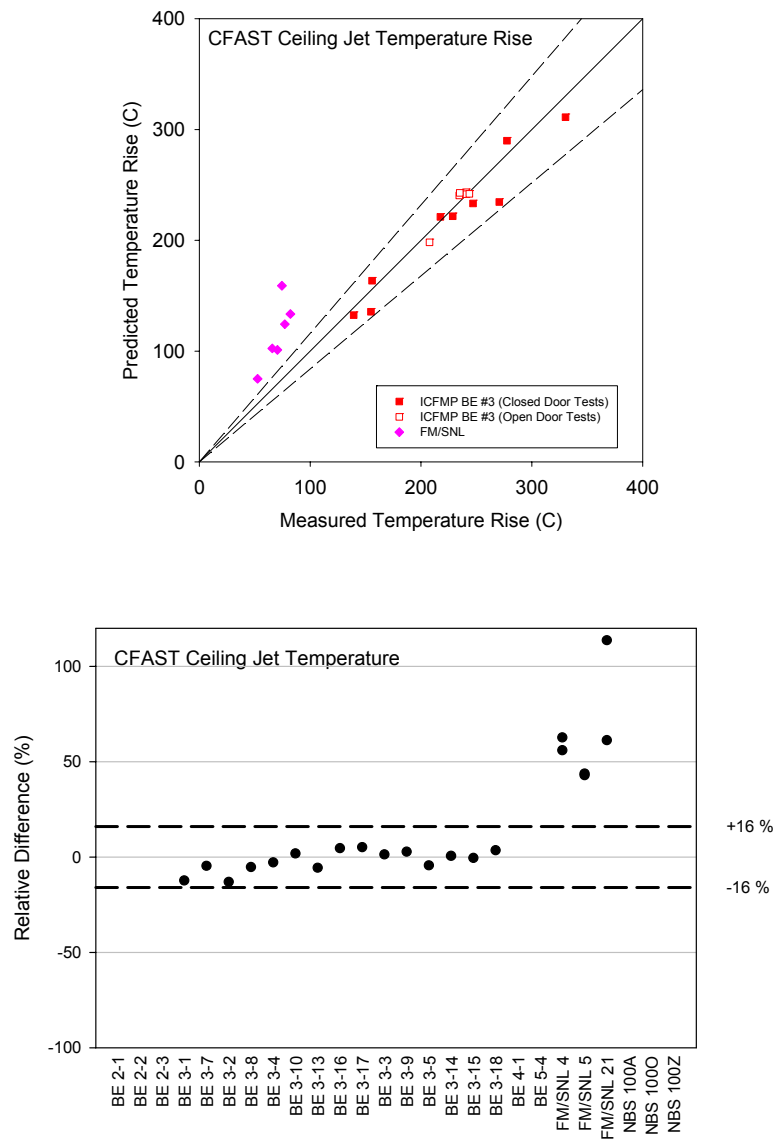 CFAST Ceiling Jet Temperature Rise
400
300
200
100
0
Predicted Temperature Rise (C)
ICFMP BE #3 (Closed Door Tests)
ICFMP BE #3 (Open Door Tests)
FM/SNL
0 100 200 300 400
Measured Temperature Rise (C)
CFAST Ceiling Jet Temperature
100
50
0
-50
-100
Relative Difference (%)
+16 %
-16 %
BE 2-1
BE 2-2
BE 2-3
BE 3-1
BE 3-7
BE 3-2
BE 3-8
BE 3-4
BE 3-10
BE 3-13
BE 3-16
BE 3-17
BE 3-3
BE 3-9
BE 3-5
BE 3-14
BE 3-15
BE 3-18
BE 4-1
BE 5-4
FM/SNL 4
FM/SNL 5
FM/SNL 21
NBS 100A
NBS 100O
NBS 100Z